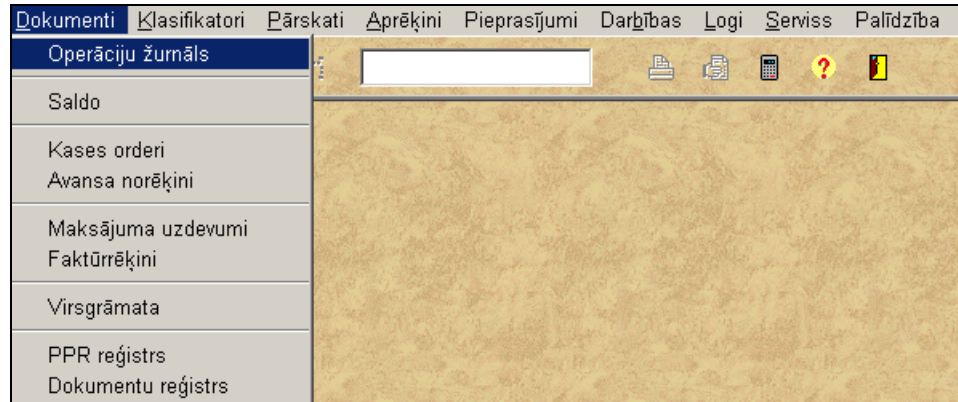 Dokumenti Klasifikatori Pārskati Aprēķini Pieprasījumi Darbības Logi Serviss Palīdzība
Operāciju žurnāls
Saldo
Kases orderi
Avansa norēķini
Maksājuma uzdevumi
Faktūrrēķini
Virsgrāmata
PPR reģistrs
Dokumentu reģistrs